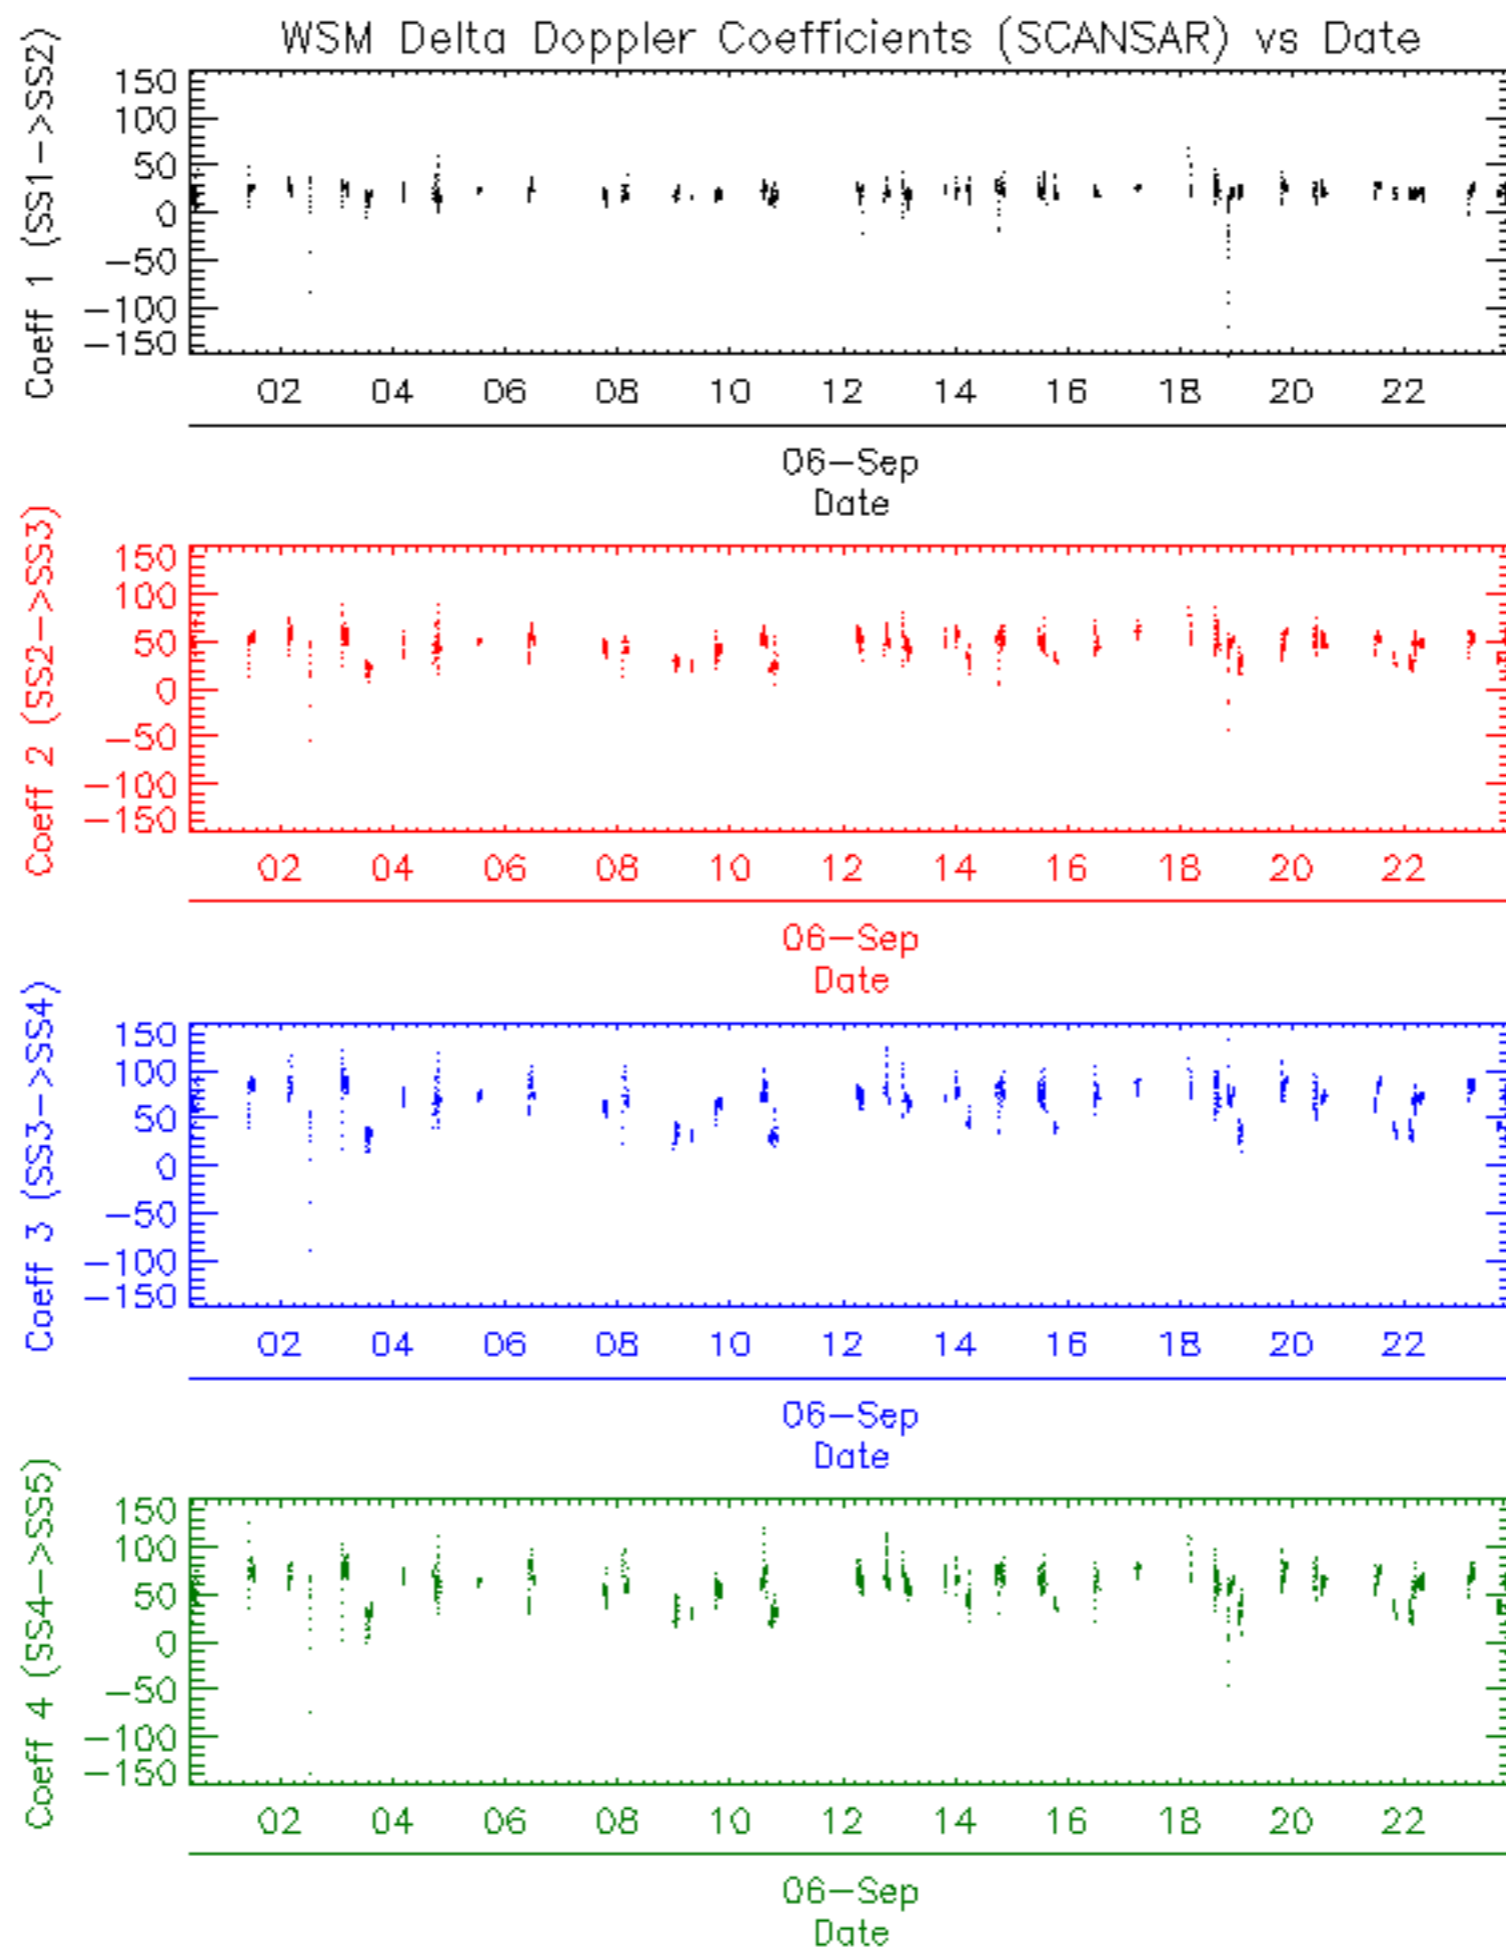 WSM Delta Doppler Coefficients (SCANSAR) vs Date
Coeff 1 (SS1->SS2)
150
100
50
0
-50
-100
-150
02 04 06 08 10 12 14 16 18 20 22
06-Sep
Date
Coeff 2 (SS2->SS3)
150
100
50
0
-50
-100
-150
02 04 06 08 10 12 14 16 18 20 22
06-Sep
Date
Coeff 3 (SS3->SS4)
150
100
50
0
-50
-100
-150
02 04 06 08 10 12 14 16 18 20 22
06-Sep
Date
Coeff 4 (SS4->SS5)
150
100
50
0
-50
-100
-150
02 04 06 08 10 12 14 16 18 20 22
06-Sep
Date